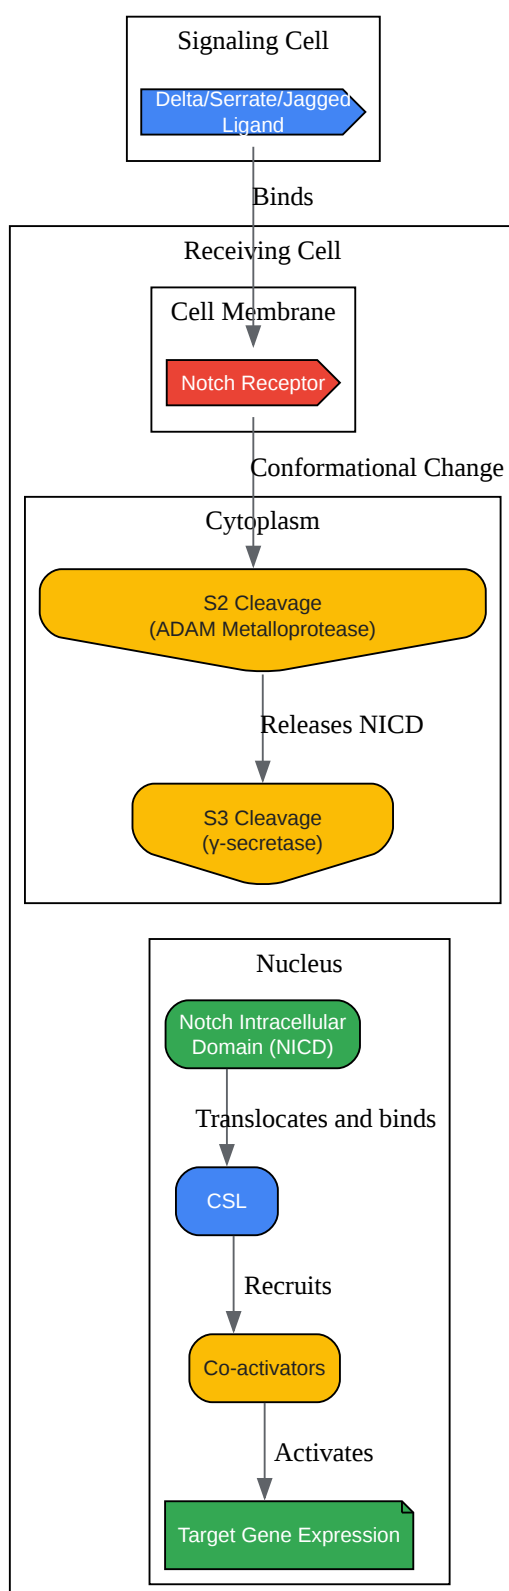 Signaling Cell
Delta/Serrate/Jagged
Ligand
Binds
Receiving Cell
Cell Membrane
Notch Receptor
Conformational Change
Cytoplasm
S2 Cleavage
(ADAM Metalloprotease)
Releases NICD
S3 Cleavage
(γ-secretase)
Nucleus
Notch Intracellular
Domain (NICD)
Translocates and binds
CSL
Recruits
Co-activators
Activates
Target Gene Expression